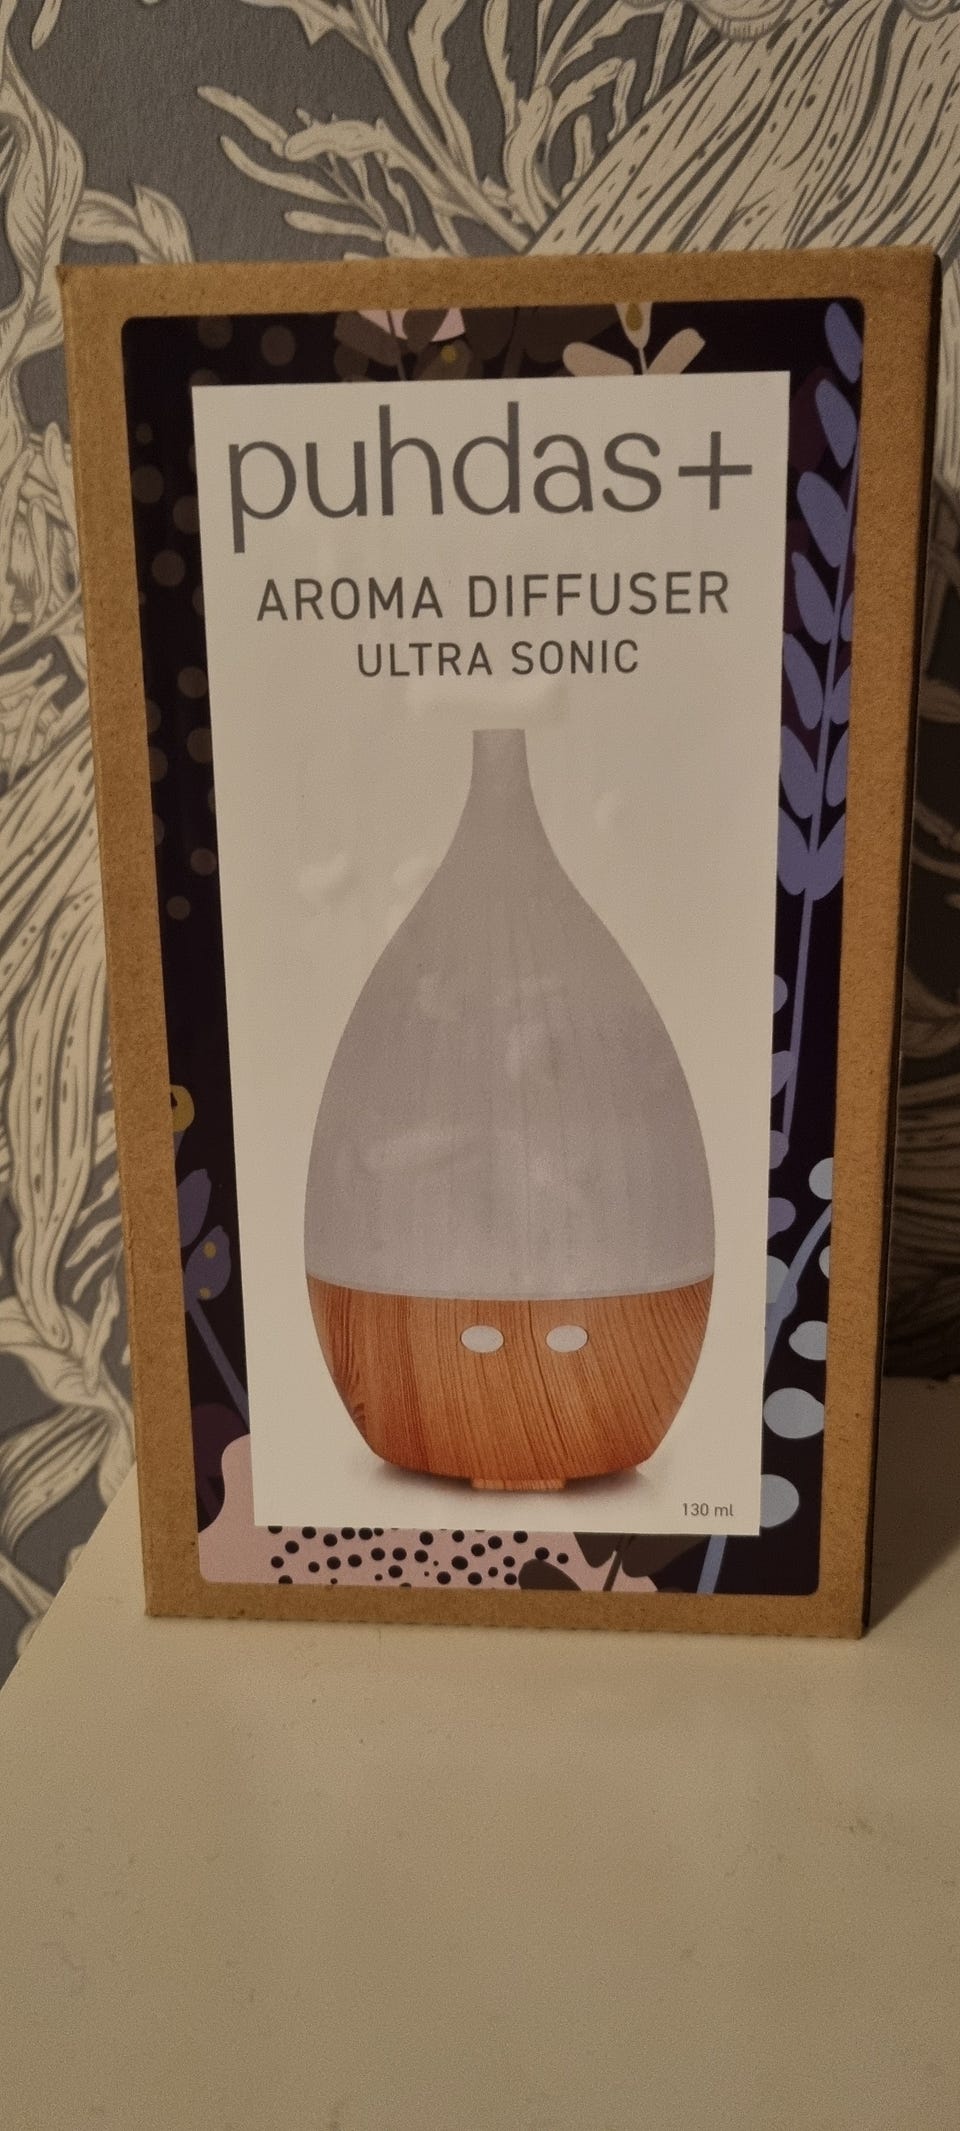 puhdas+
AROMA DIFFUSER
ULTRA SONIC
130 ml